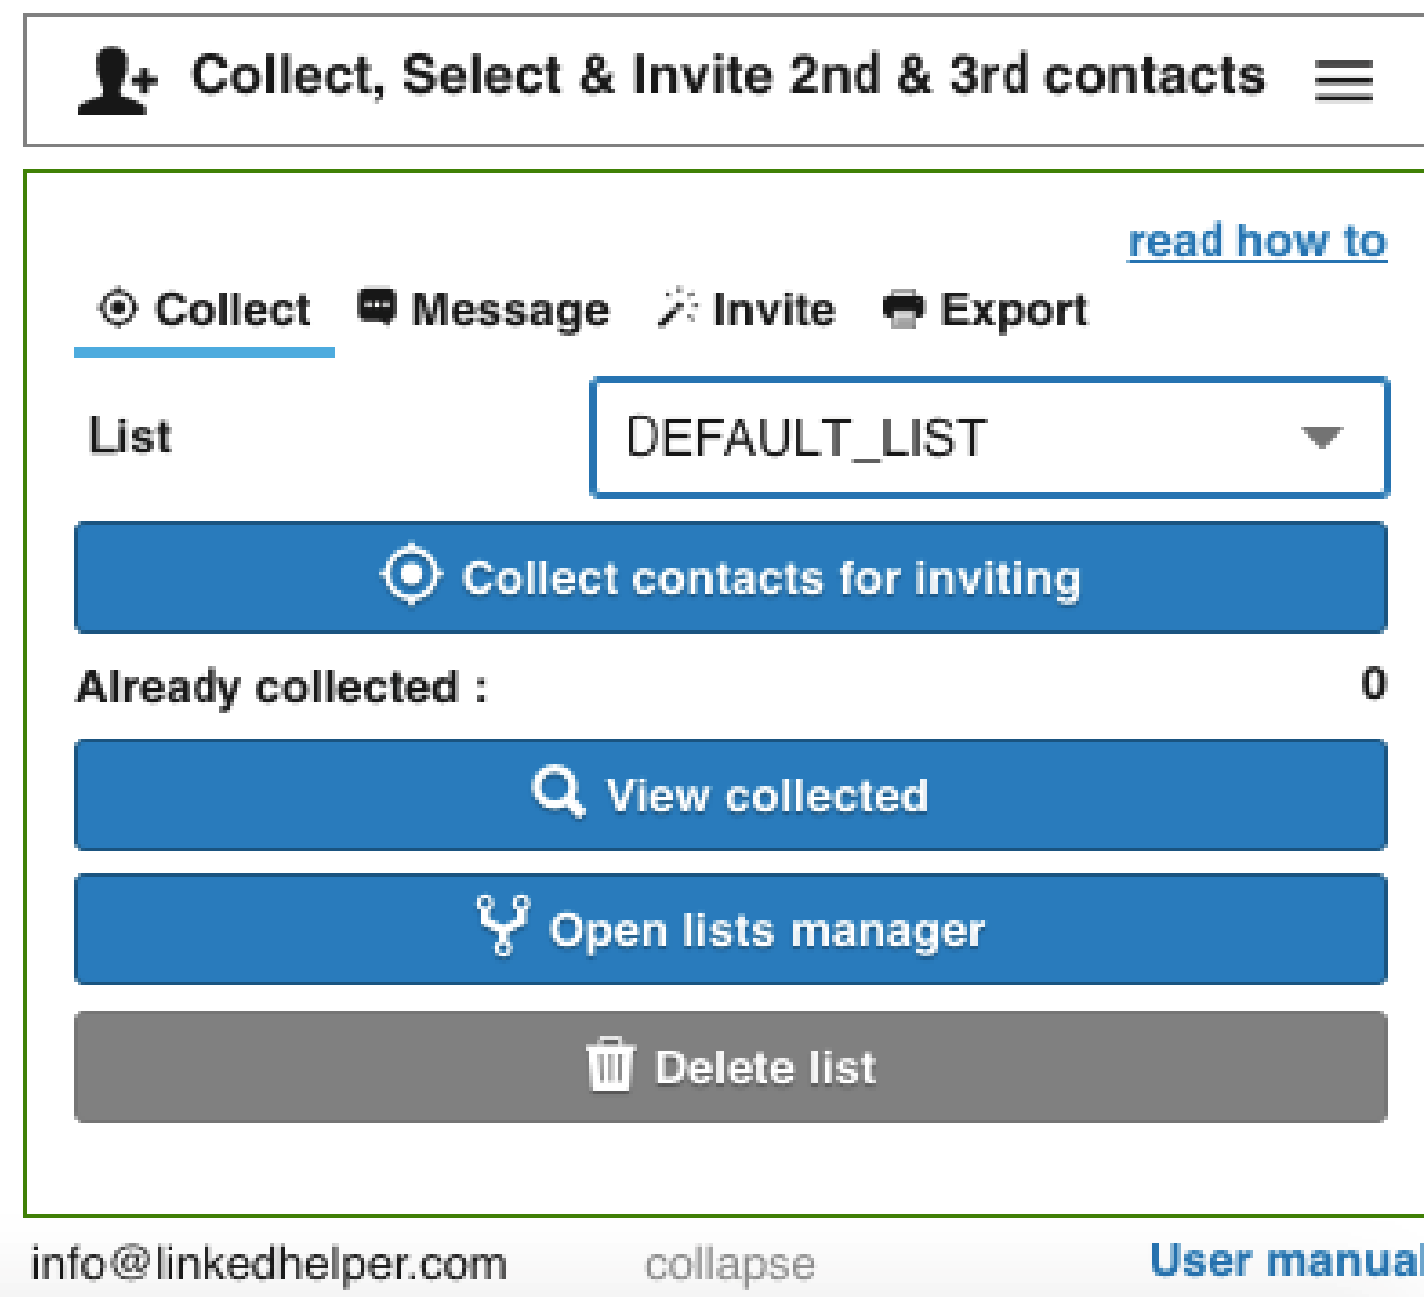 Collect, Select & Invite 2nd & 3rd contacts
read how to
Collect Message Invite Export
List DEFAULT_LIST
Collect contacts for inviting
Already collected : 0
View collected
Open lists manager
Delete list
info@linkedhelper.com collapse User manual